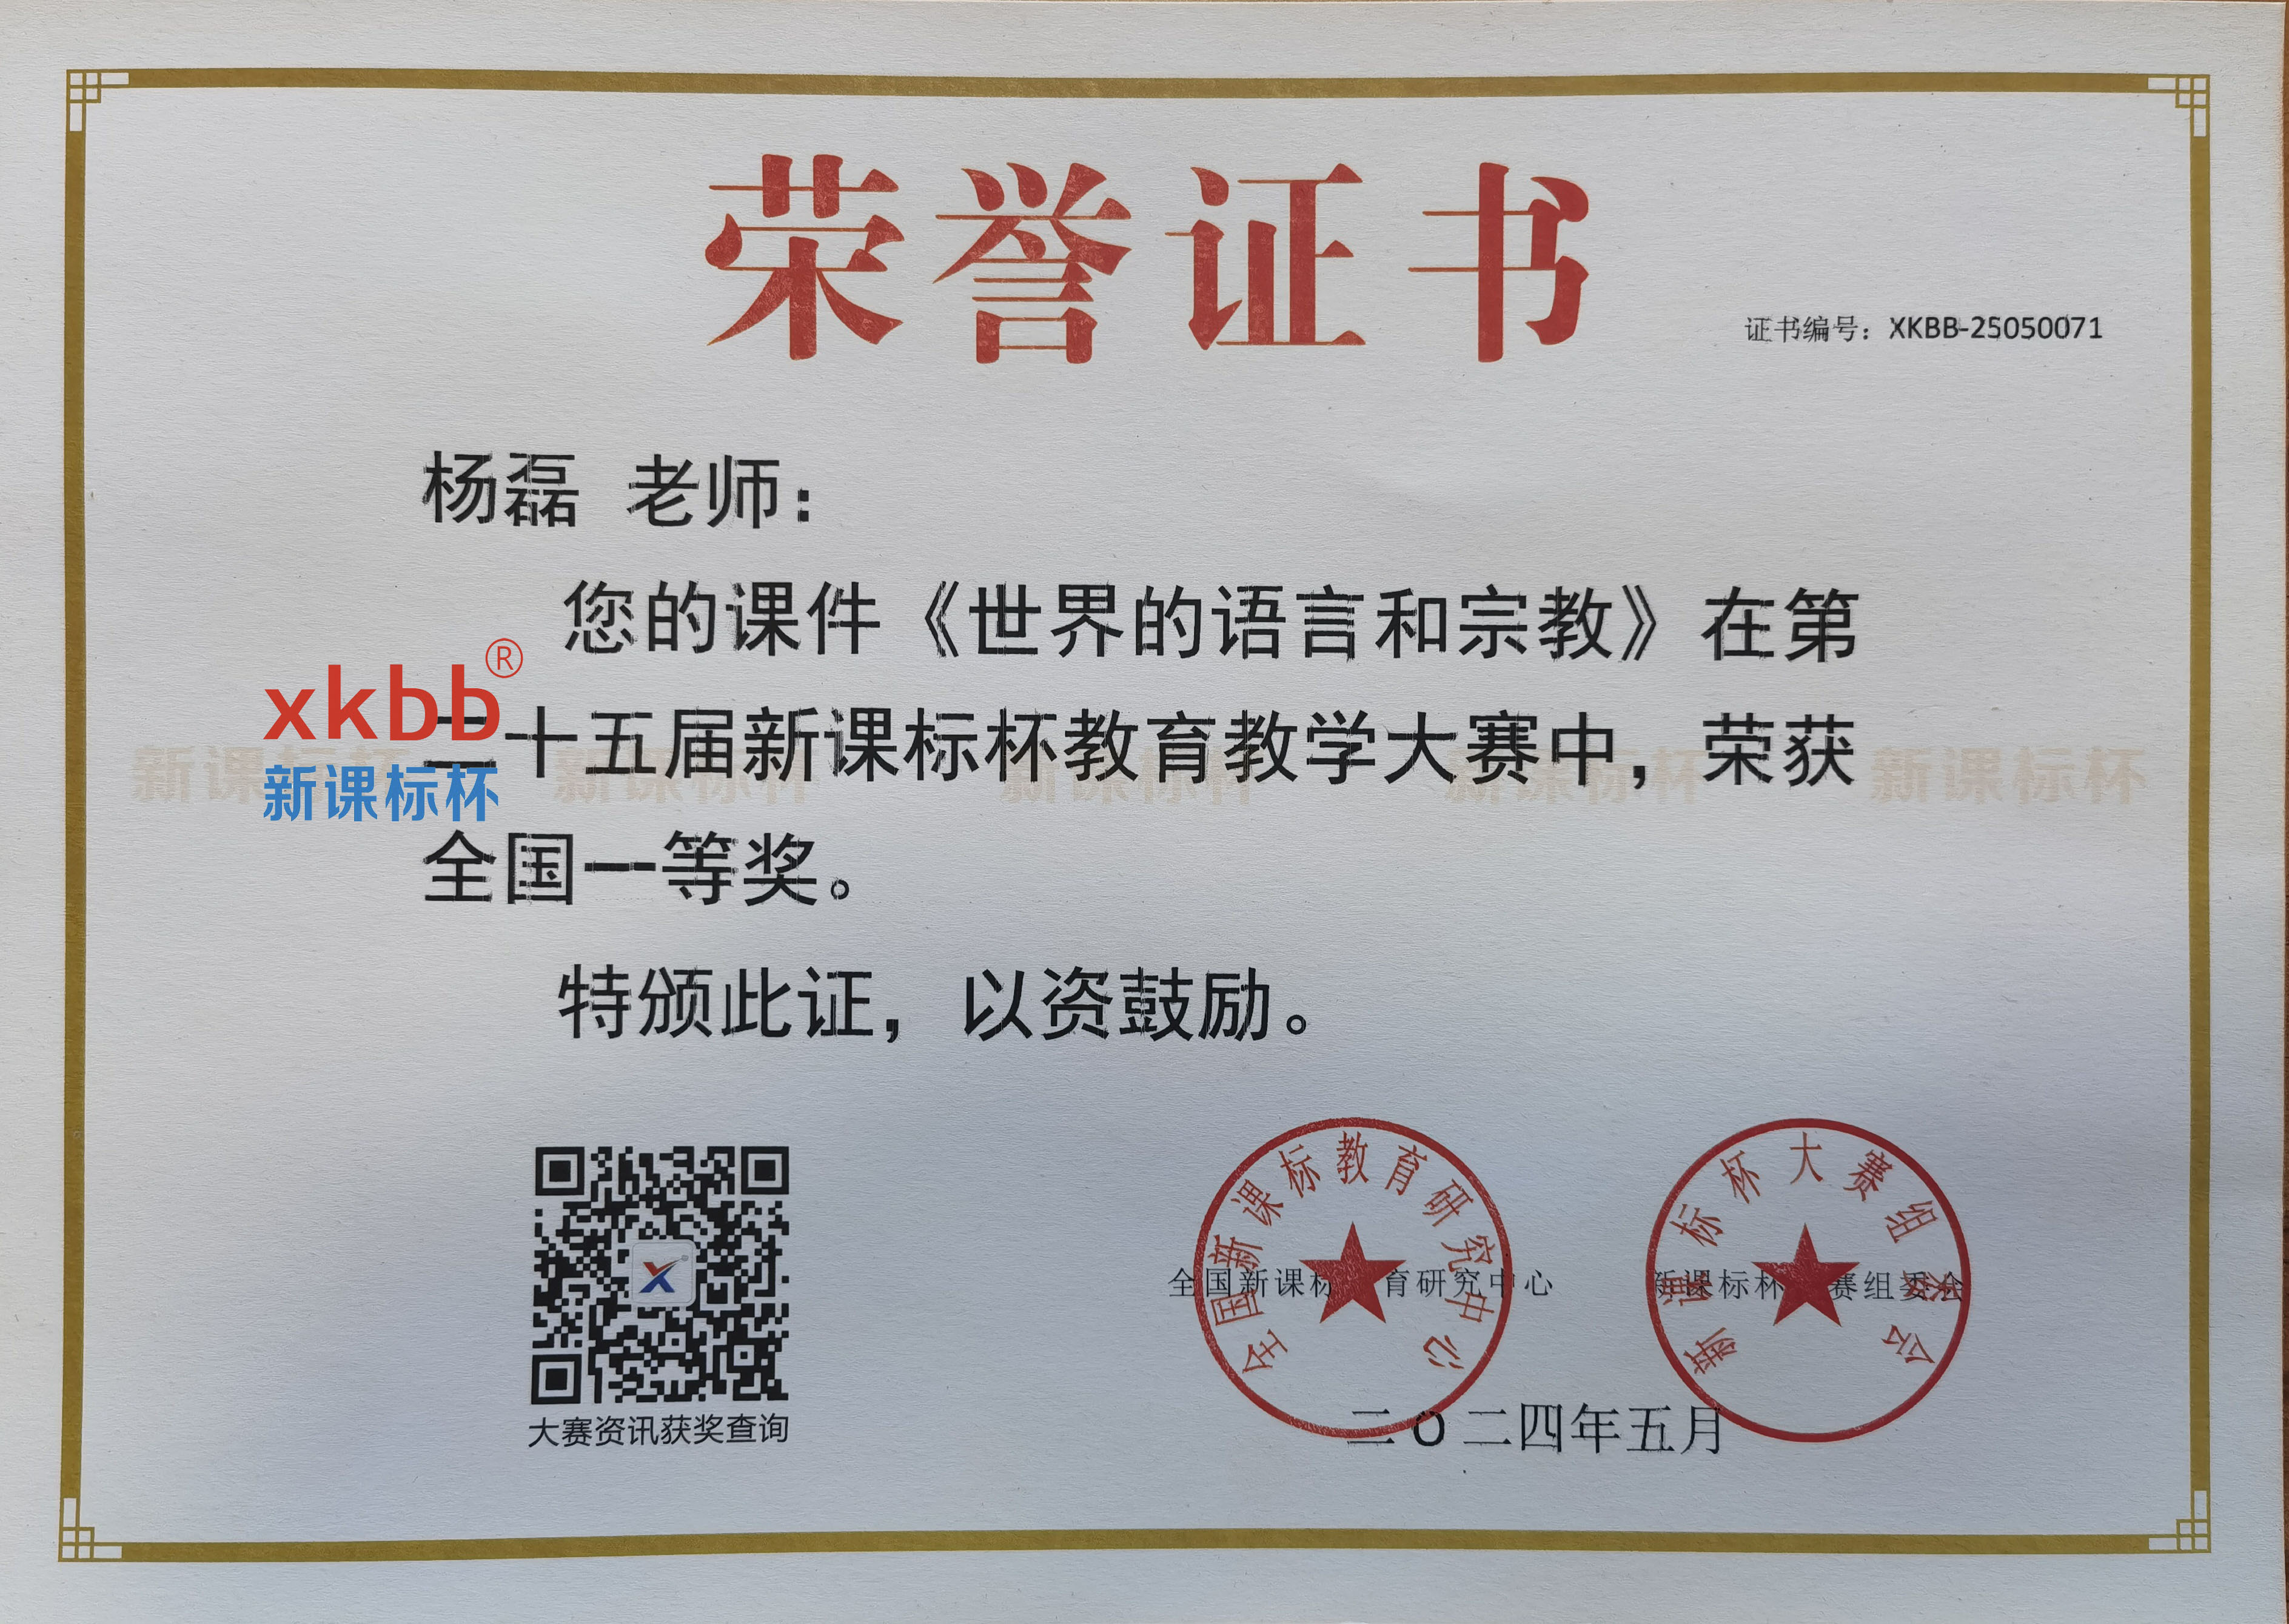 荣誉证书
证书编号：XKBB-25050071
杨磊 老师：
您的课件《世界的语言和宗教》在第
二十五届新课标杯教育教学大赛中，荣获
全国一等奖。
特颁此证，以资鼓励。
xkbb®
新课标杯
新课标杯 新课标杯 新课标杯 新课标杯 新课标杯
全国新课标教育研究中心
新课标杯大赛组委会
全国新课标 育研究中心 新课标杯 赛组委会
二〇二四年五月
大赛资讯获奖查询